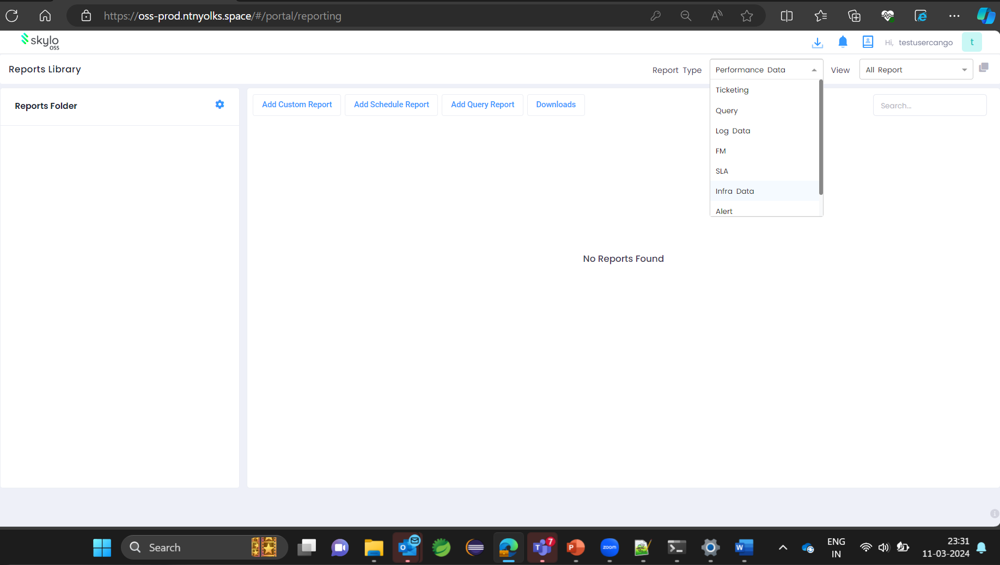 https://oss-prod.ntnyolks.space/#/portal/reporting
skylo
oss
Hi, testusercango
t
Reports Library
Report Type
Performance Data
View
All Report
Reports Folder
Add Custom Report
Add Schedule Report
Add Query Report
Downloads
Search...
Ticketing
Query
Log Data
FM
SLA
Infra Data
Alert
No Reports Found
Search
7
zoom
ENG
IN
23:31
11-03-2024